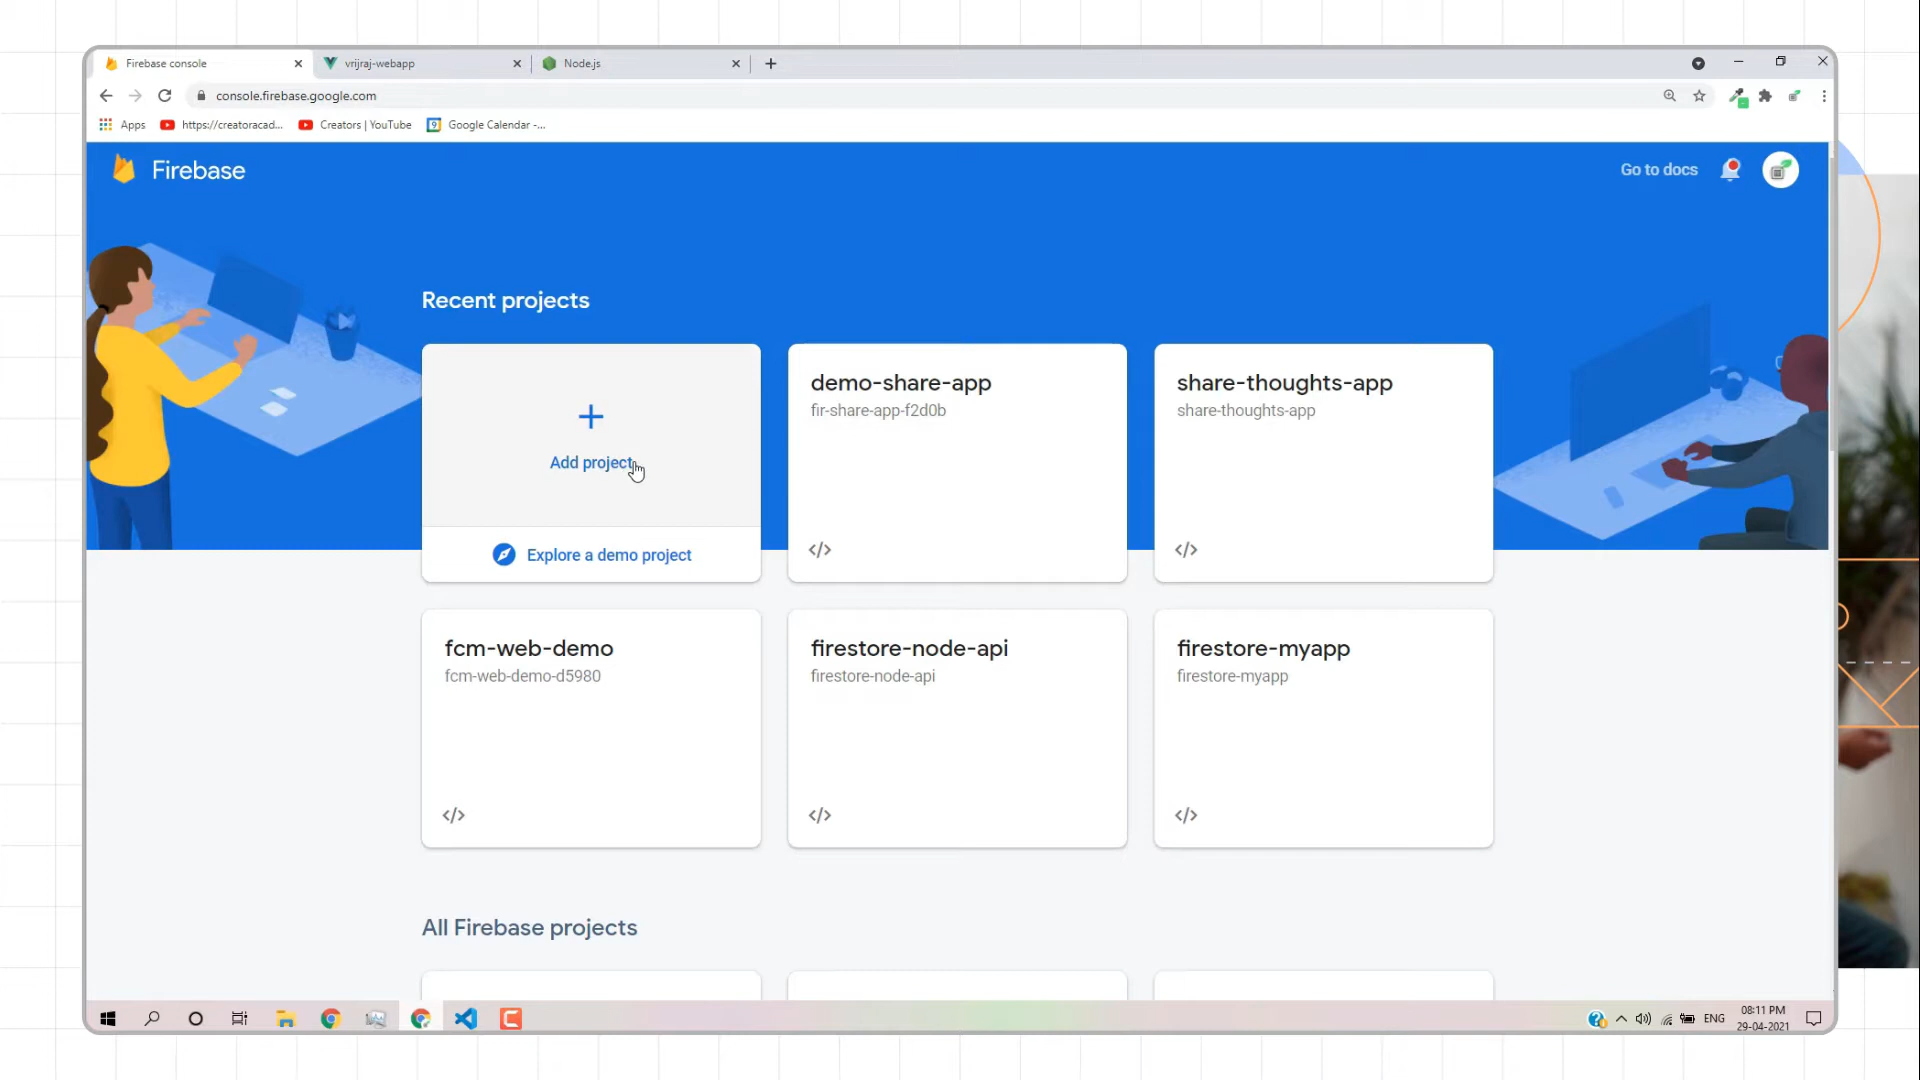 Firebase console
vrijraj-webapp
Node.js
console.firebase.google.com
Apps
https://creatoracad...
Creators | YouTube
Google Calendar -...
Firebase
Go to docs
Recent projects
Add project
Explore a demo project
demo-share-app
fir-share-app-f2d0b
</>
share-thoughts-app
share-thoughts-app
</>
fcm-web-demo
fcm-web-demo-d5980
</>
firestore-node-api
firestore-node-api
</>
firestore-myapp
firestore-myapp
</>
All Firebase projects
ENG
08:11 PM
29-04-2021